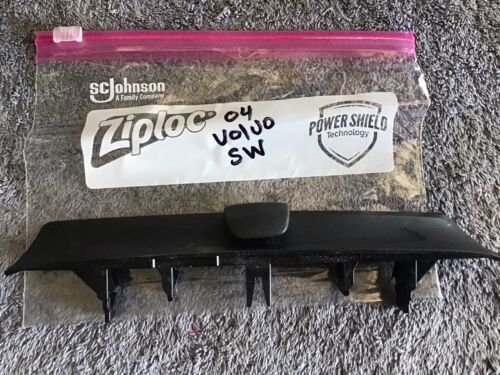 SC Johnson
A Family Company
Ziploc®
04
VOLVO
SW
POWER SHIELD
Technology